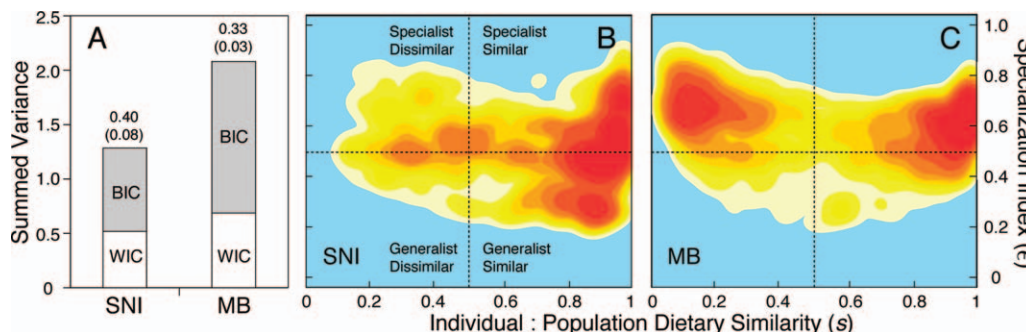 A
B
C
Summed Variance
2.5
2.0
1.5
1.0
0.5
0
0.40
(0.08)
0.33
(0.03)
BIC
WIC
BIC
WIC
SNI
MB
Specialist
Dissimilar
Specialist
Similar
Generalist
Dissimilar
Generalist
Similar
SNI
MB
0
0.2
0.4
0.6
0.8
1
0
0.2
0.4
0.6
0.8
1
Individual : Population Dietary Similarity (s)
1.0
0.8
0.6
0.4
0.2
0
Specialization Index (ε)